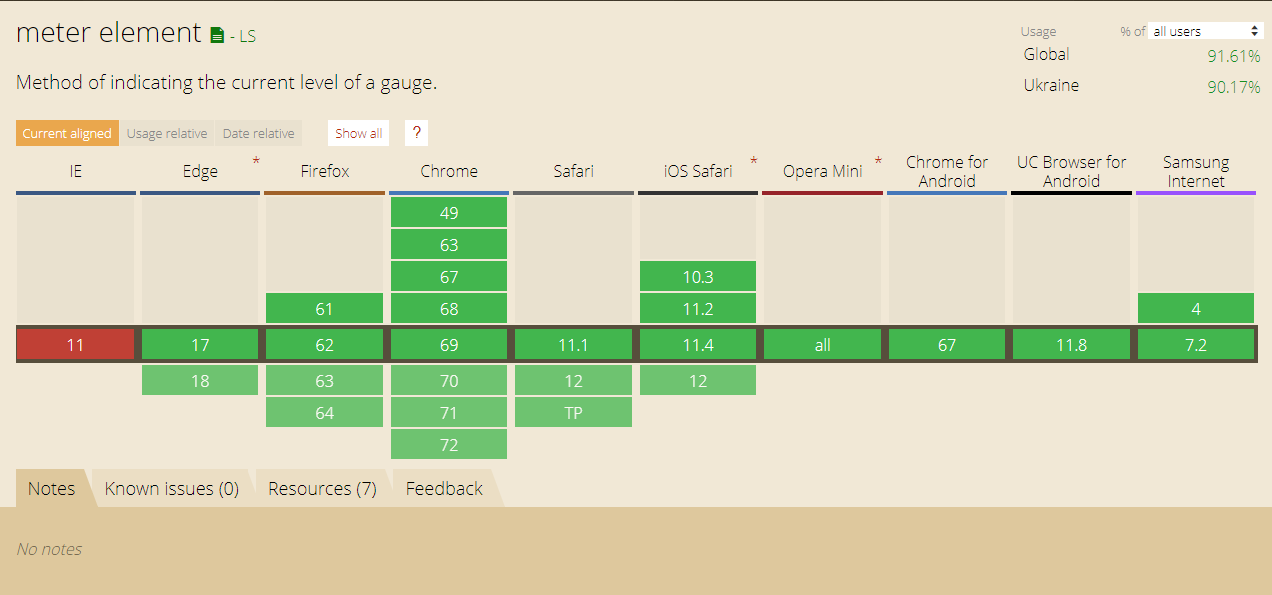 meter element - LS
Usage % of all users
Global 91.61%
Ukraine 90.17%
Method of indicating the current level of a gauge.
Current aligned Usage relative Date relative Show all ?
IE Edge * Firefox Chrome Safari iOS Safari * Opera Mini * Chrome for Android UC Browser for Android Samsung Internet
49
63
67 10.3
61 68 11.2 4
11 17 62 69 11.1 11.4 all 67 11.8 7.2
18 63 70 12 12
64 71 TP
72
Notes Known issues (0) Resources (7) Feedback
No notes